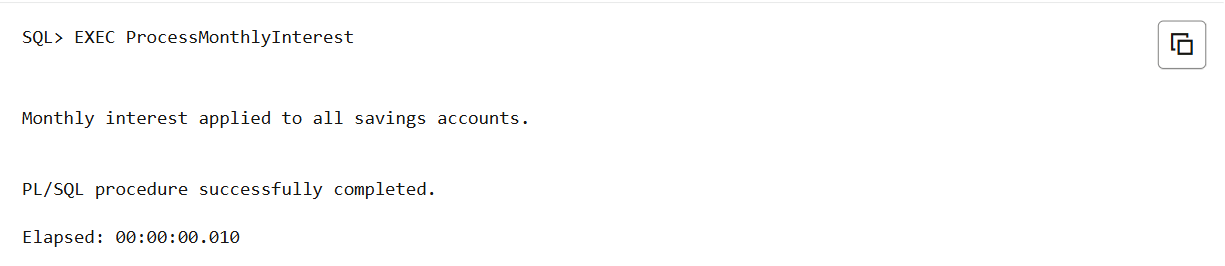 SQL> EXEC ProcessMonthlyInterest
Monthly interest applied to all savings accounts.
PL/SQL procedure successfully completed.
Elapsed: 00:00:00.010